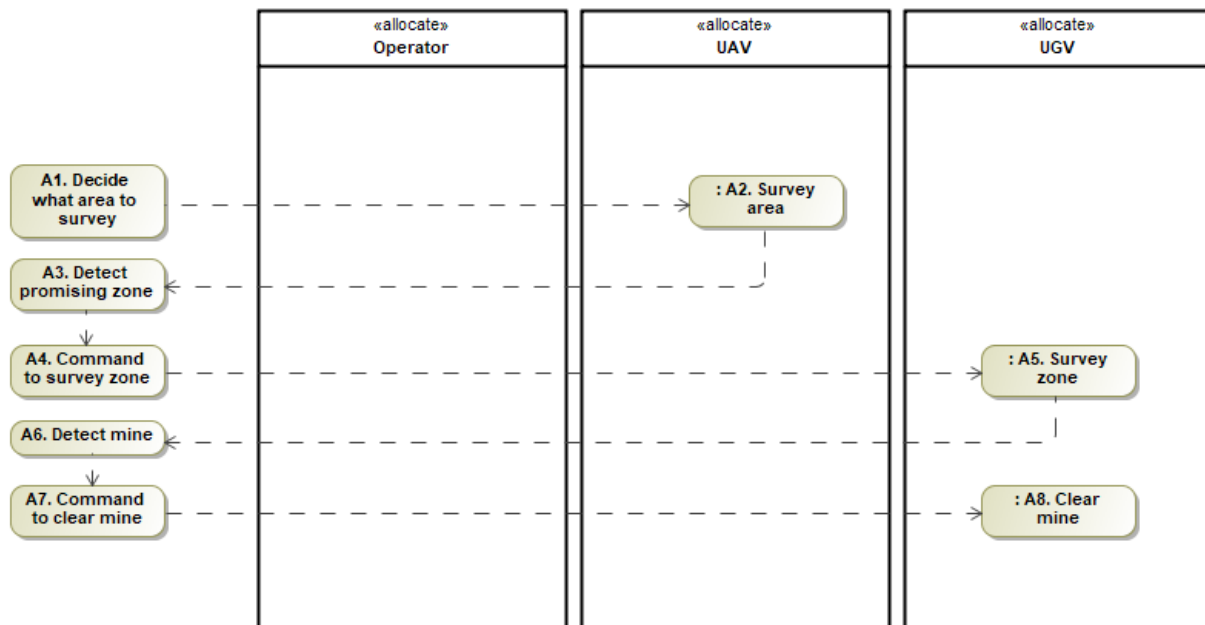 «allocate»
Operator
«allocate»
UAV
«allocate»
UGV
A1. Decide
what area to
survey
: A2. Survey
area
A3. Detect
promising zone
A4. Command
to survey zone
: A5. Survey
zone
A6. Detect mine
A7. Command
to clear mine
: A8. Clear
mine